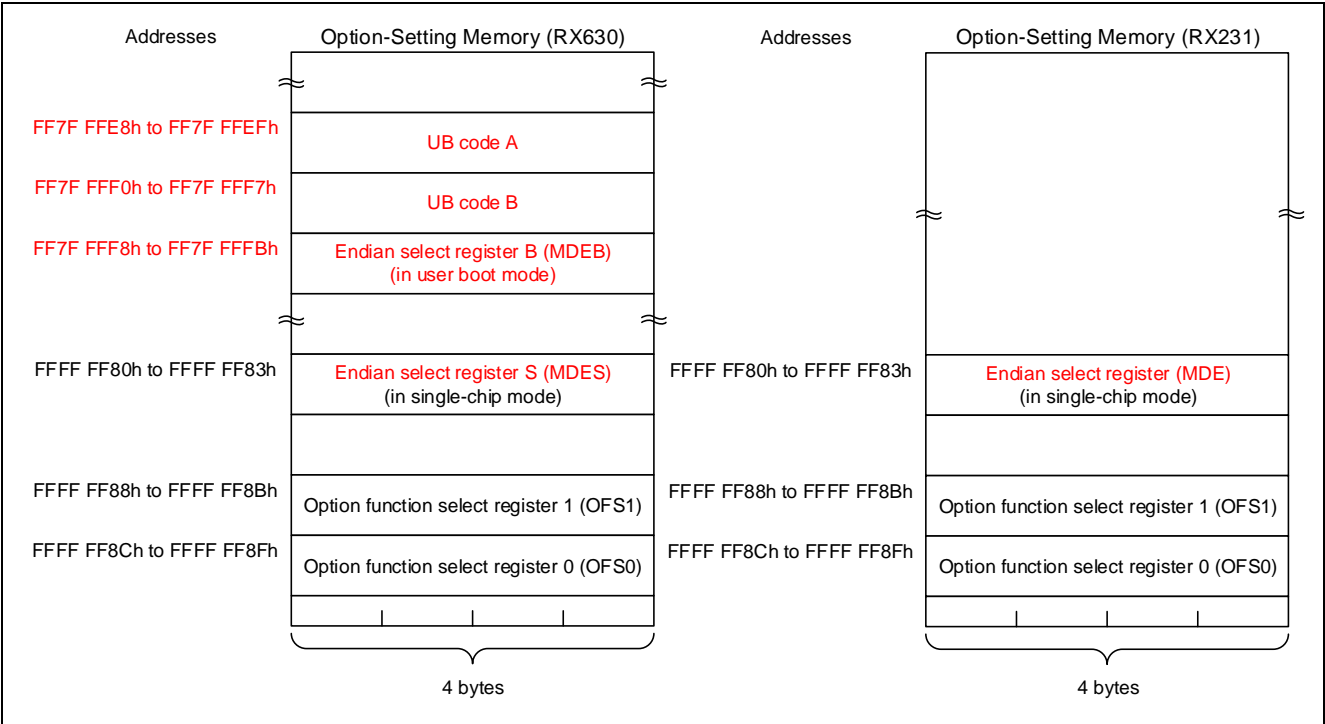 Addresses
Option-Setting Memory (RX630)
Addresses
Option-Setting Memory (RX231)
FF7F FFE8h to FF7F FFEFh
UB code A
FF7F FFF0h to FF7F FFF7h
UB code B
FF7F FFF8h to FF7F FFFBh
Endian select register B (MDEB)
(in user boot mode)
FFFF FF80h to FFFF FF83h
Endian select register S (MDES)
(in single-chip mode)
FFFF FF80h to FFFF FF83h
Endian select register (MDE)
(in single-chip mode)
FFFF FF88h to FFFF FF8Bh
Option function select register 1 (OFS1)
FFFF FF88h to FFFF FF8Bh
Option function select register 1 (OFS1)
FFFF FF8Ch to FFFF FF8Fh
Option function select register 0 (OFS0)
FFFF FF8Ch to FFFF FF8Fh
Option function select register 0 (OFS0)
4 bytes
4 bytes